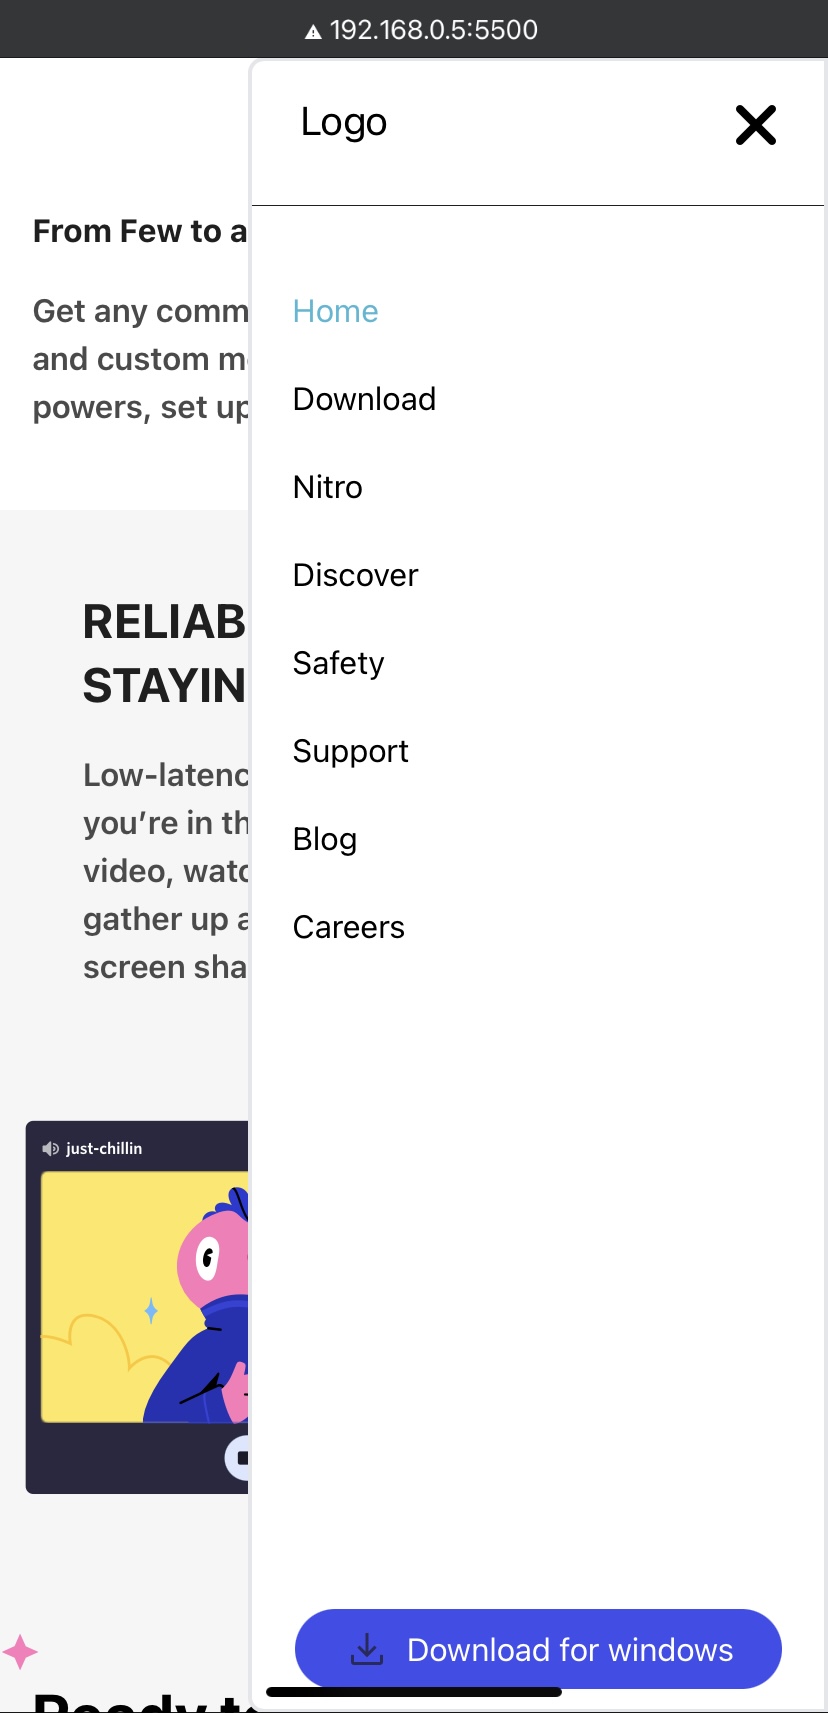 192.168.0.5:5500
Logo
From Few to a
Get any comm
and custom m
powers, set up
Home
Download
Nitro
Discover
Safety
Support
Blog
Careers
RELIAB
STAYIN
Low-latenc
you’re in th
video, watc
gather up a
screen sha
just-chillin
Download for windows
Ready to